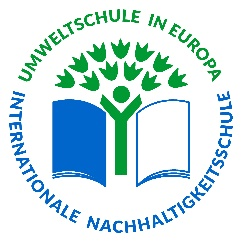 UMWELTSCHULE IN EUROPA
INTERNATIONALE NACHHALTIGKEITSSCHULE